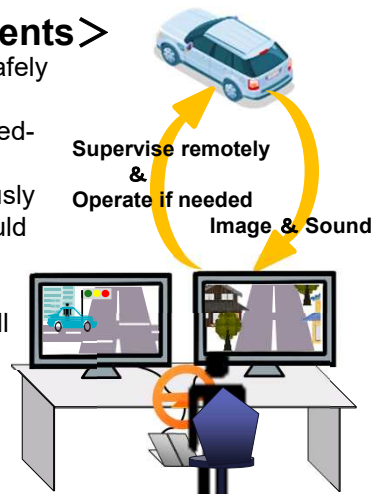 ents＞
afely
ed-
Supervise remotely
&
Operate if needed
usly
uld
Image & Sound
ll